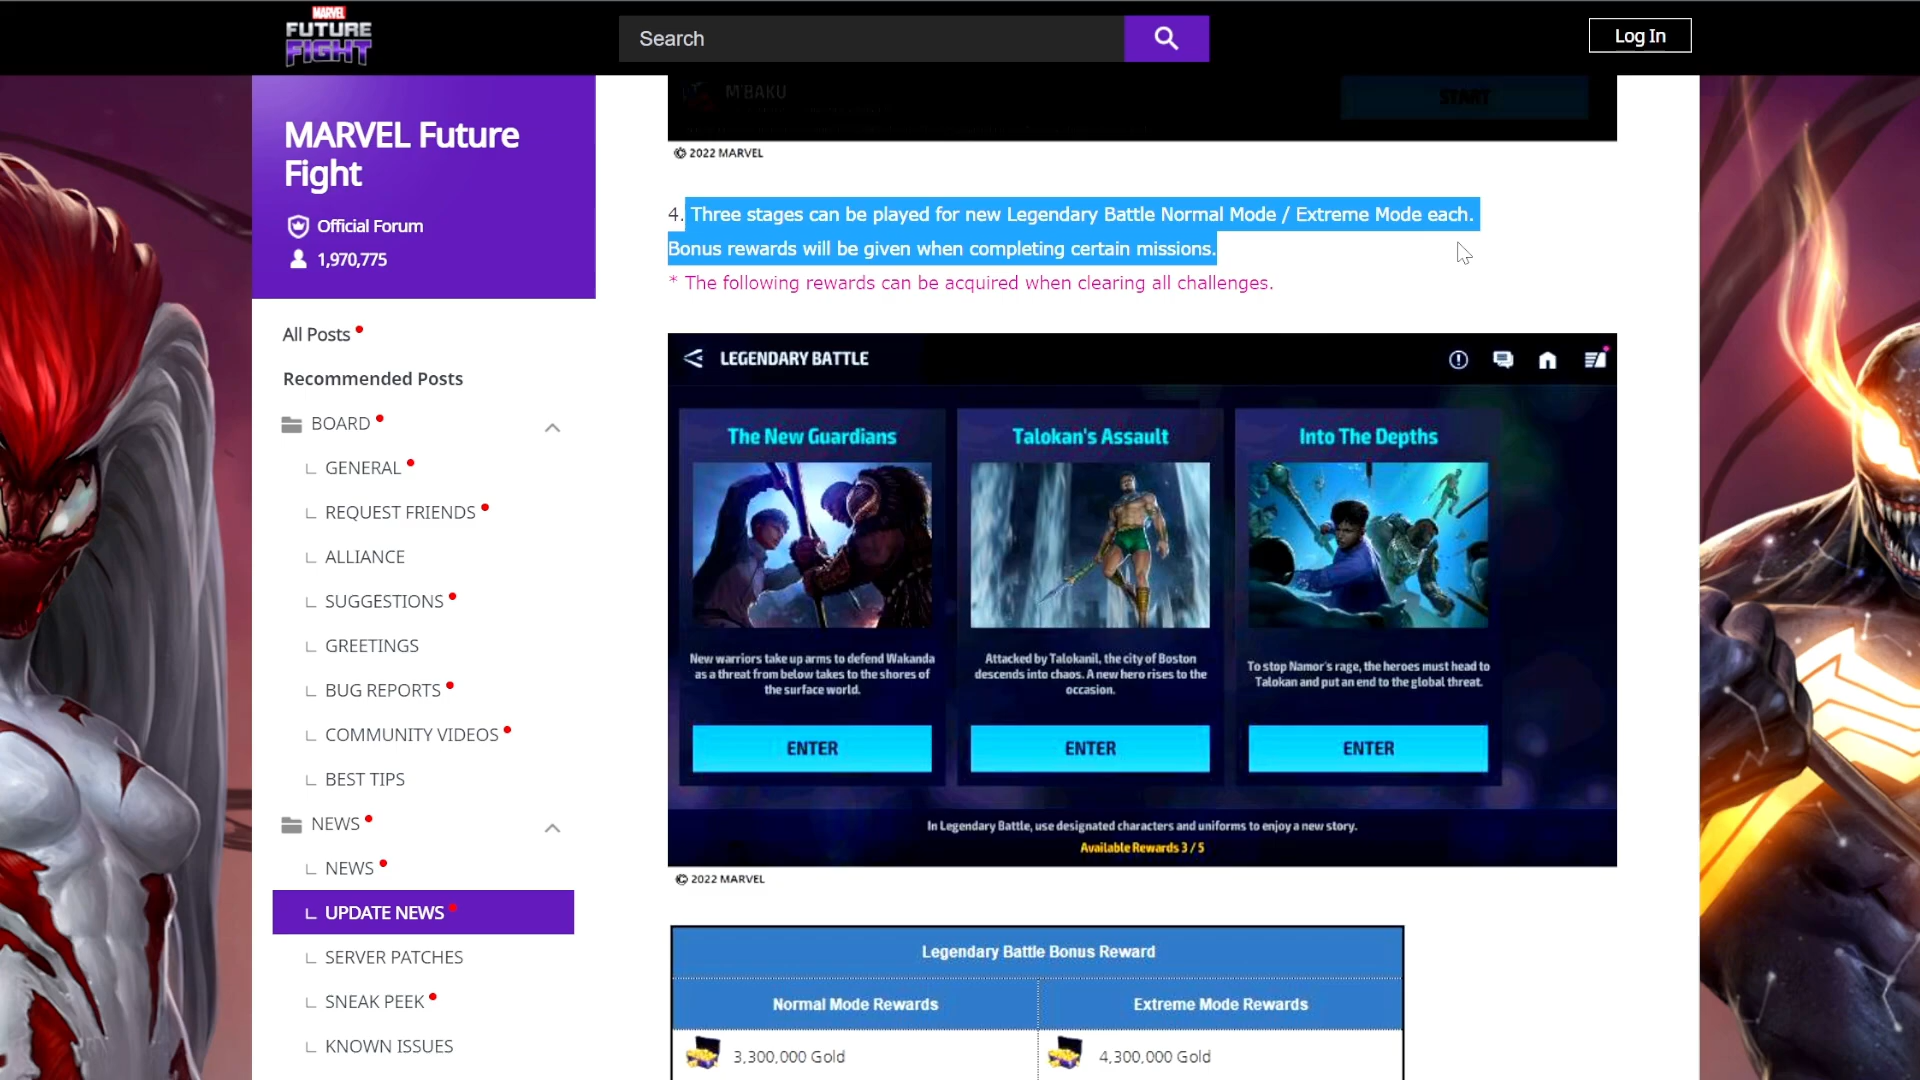 MARVEL
FUTURE
FIGHT
Search
Log In
MARVEL Future
Fight
Official Forum
1,970,775
All Posts
Recommended Posts
BOARD
GENERAL
REQUEST FRIENDS
ALLIANCE
SUGGESTIONS
GREETINGS
BUG REPORTS
COMMUNITY VIDEOS
BEST TIPS
NEWS
NEWS
UPDATE NEWS
SERVER PATCHES
SNEAK PEEK
KNOWN ISSUES
M'BAKU
START
© 2022 MARVEL
4. Three stages can be played for new Legendary Battle Normal Mode / Extreme Mode each.
Bonus rewards will be given when completing certain missions.
* The following rewards can be acquired when clearing all challenges.
LEGENDARY BATTLE
The New Guardians
New warriors take up arms to defend Wakanda
as a threat from below takes to the shores of
the surface world.
ENTER
Talokan's Assault
Attacked by Talokanil, the city of Boston
descends into chaos. A new hero rises to the
occasion.
ENTER
Into The Depths
To stop Namor's rage, the heroes must head to
Talokan and put an end to the global threat.
ENTER
In Legendary Battle, use designated characters and uniforms to enjoy a new story.
Available Rewards 3 / 5
© 2022 MARVEL
Legendary Battle Bonus Reward
Normal Mode Rewards
Extreme Mode Rewards
3,300,000 Gold
4,300,000 Gold